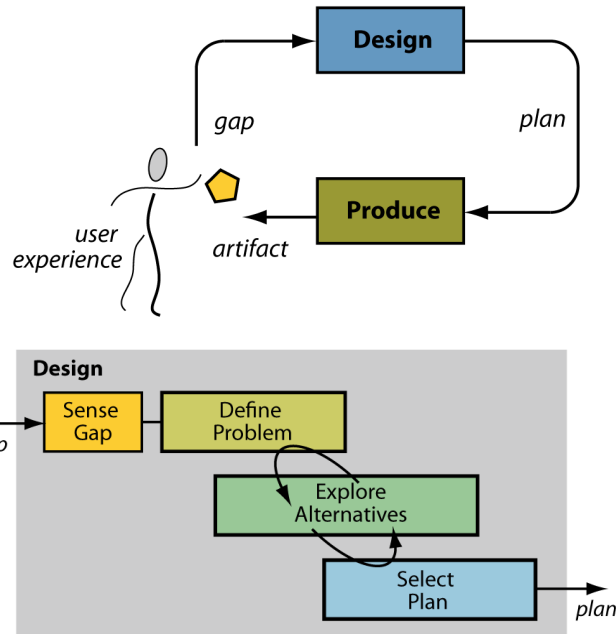 Design
gap
plan
Produce
user
experience
artifact
Design
Sense
Gap
Define
Problem
p
Explore
Alternatives
Select
Plan
plan